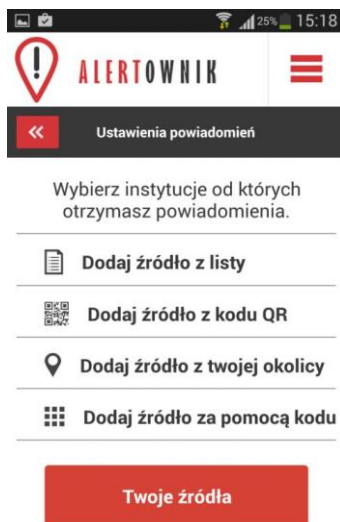 25% 15:18
ALERTOWNIK
Ustawienia powiadomień
Wybierz instytucje od których
otrzymasz powiadomienia.
Dodaj źródło z listy
Dodaj źródło z kodu QR
Dodaj źródło z twojej okolicy
Dodaj źródło za pomocą kodu
Twoje źródła